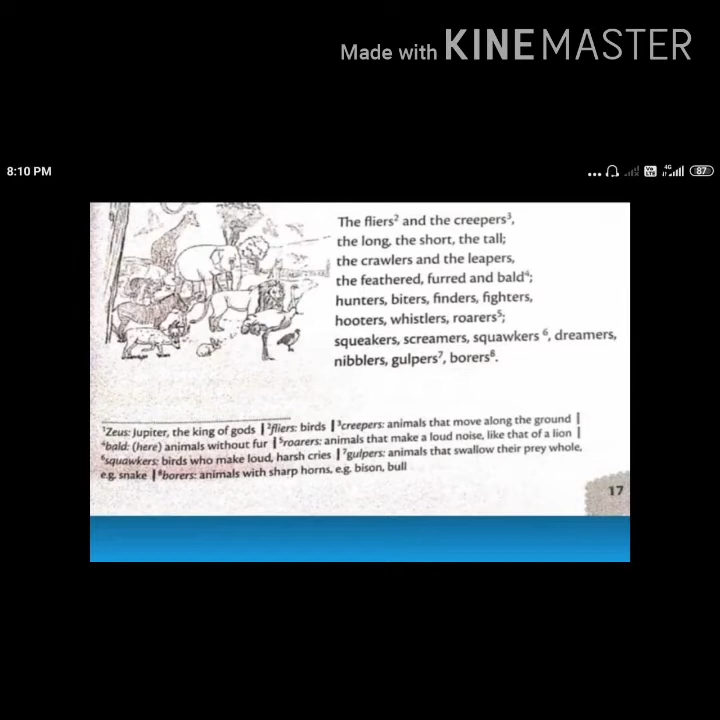 Made with KINEMASTER
8:10 PM
4G 87
The fliers² and the creepers³,
the long, the short, the tall;
the crawlers and the leapers,
the feathered, furred and bald⁴;
hunters, biters, finders, fighters,
hooters, whistlers, roarers⁵;
squeakers, screamers, squawkers ⁶, dreamers,
nibblers, gulpers⁷, borers⁸.
¹Zeus: Jupiter, the king of gods | ²fliers: birds | ³creepers: animals that move along the ground |
⁴bald: (here) animals without fur | ⁵roarers: animals that make a loud noise, like that of a lion |
⁶squawkers: birds who make loud, harsh cries | ⁷gulpers: animals that swallow their prey whole,
e.g. snake | ⁸borers: animals with sharp horns, e.g. bison, bull
17